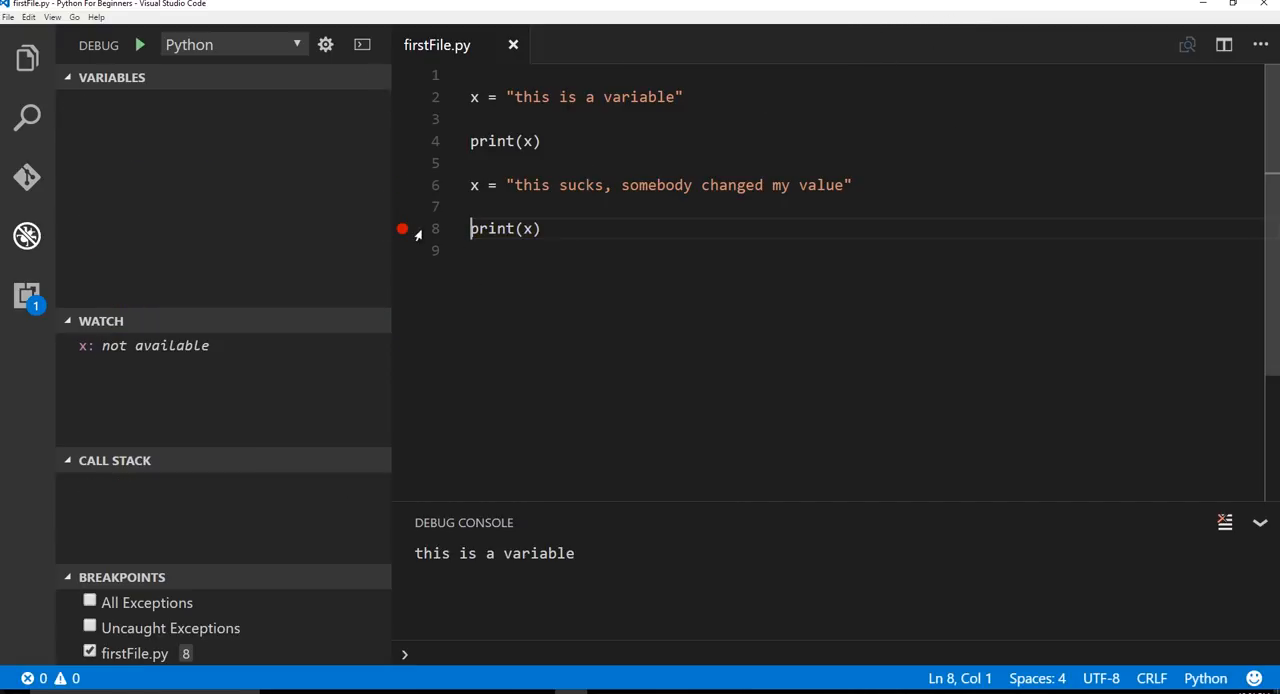 firstFile.py - Python For Beginners - Visual Studio Code
File Edit View Go Help
DEBUG Python
firstFile.py
VARIABLES
1
2 x = "this is a variable"
3
4 print(x)
5
6 x = "this sucks, somebody changed my value"
7
8 print(x)
9
WATCH
x: not available
CALL STACK
DEBUG CONSOLE
this is a variable
BREAKPOINTS
All Exceptions
Uncaught Exceptions
firstFile.py 8
1
0 0
Ln 8, Col 1 Spaces: 4 UTF-8 CRLF Python